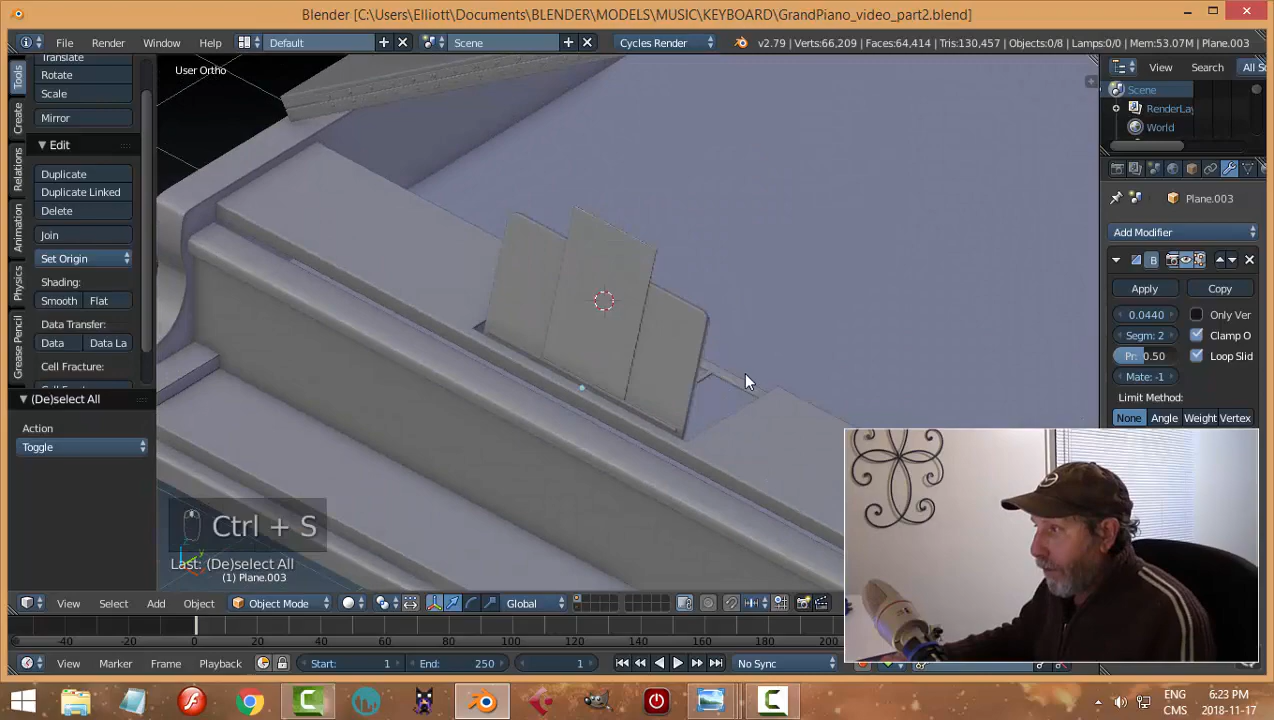 Blender [C:\Users\Elliott\Documents\BLENDER\MODELS\MUSIC\KEYBOARD\GrandPiano_video_part2.blend]
File Render Window Help Default Scene Cycles Render v2.79 | Verts:66,209 | Faces:64,414 | Tris:130,457 | Objects:0/8 | Lamps:0/0 | Mem:53.07M | Plane.003
Tools
Create
Relations
Animation
Physics
Grease Pencil
Translate
Rotate
Scale
Mirror
Edit
Duplicate
Duplicate Linked
Delete
Join
Set Origin
Shading:
Smooth Flat
Data Transfer:
Data Data La
Cell Fracture:
(De)select All
Action
Toggle
User Ortho
Ctrl + S
Last: (De)select All
(1) Plane.003
View Search All Sc
Scene
RenderLay
World
Plane.003
Add Modifier
B
Apply Copy
0.0440 Only Ver
Segm: 2 Clamp O
Pr: 0.50 Loop Slid
Mate: -1
Limit Method:
None Angle Weight Vertex
View Select Add Object Object Mode Global
-40 -20 0 20 40 60 80 100 120 140 160 180 200
View Marker Frame Playback Start: 1 End: 250 1 No Sync
ENG 6:23 PM
CMS 2018-11-17